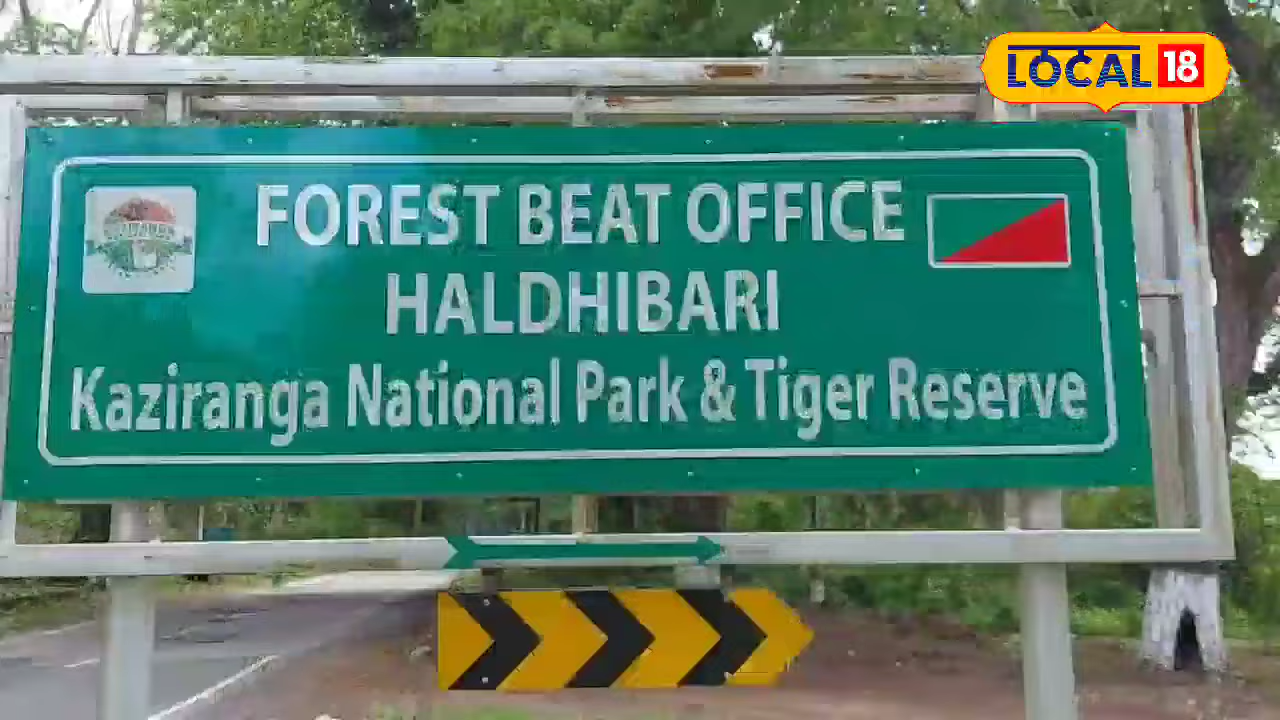 LOCAL 18
FOREST BEAT OFFICE
HALDHIBARI
Kaziranga National Park & Tiger Reserve